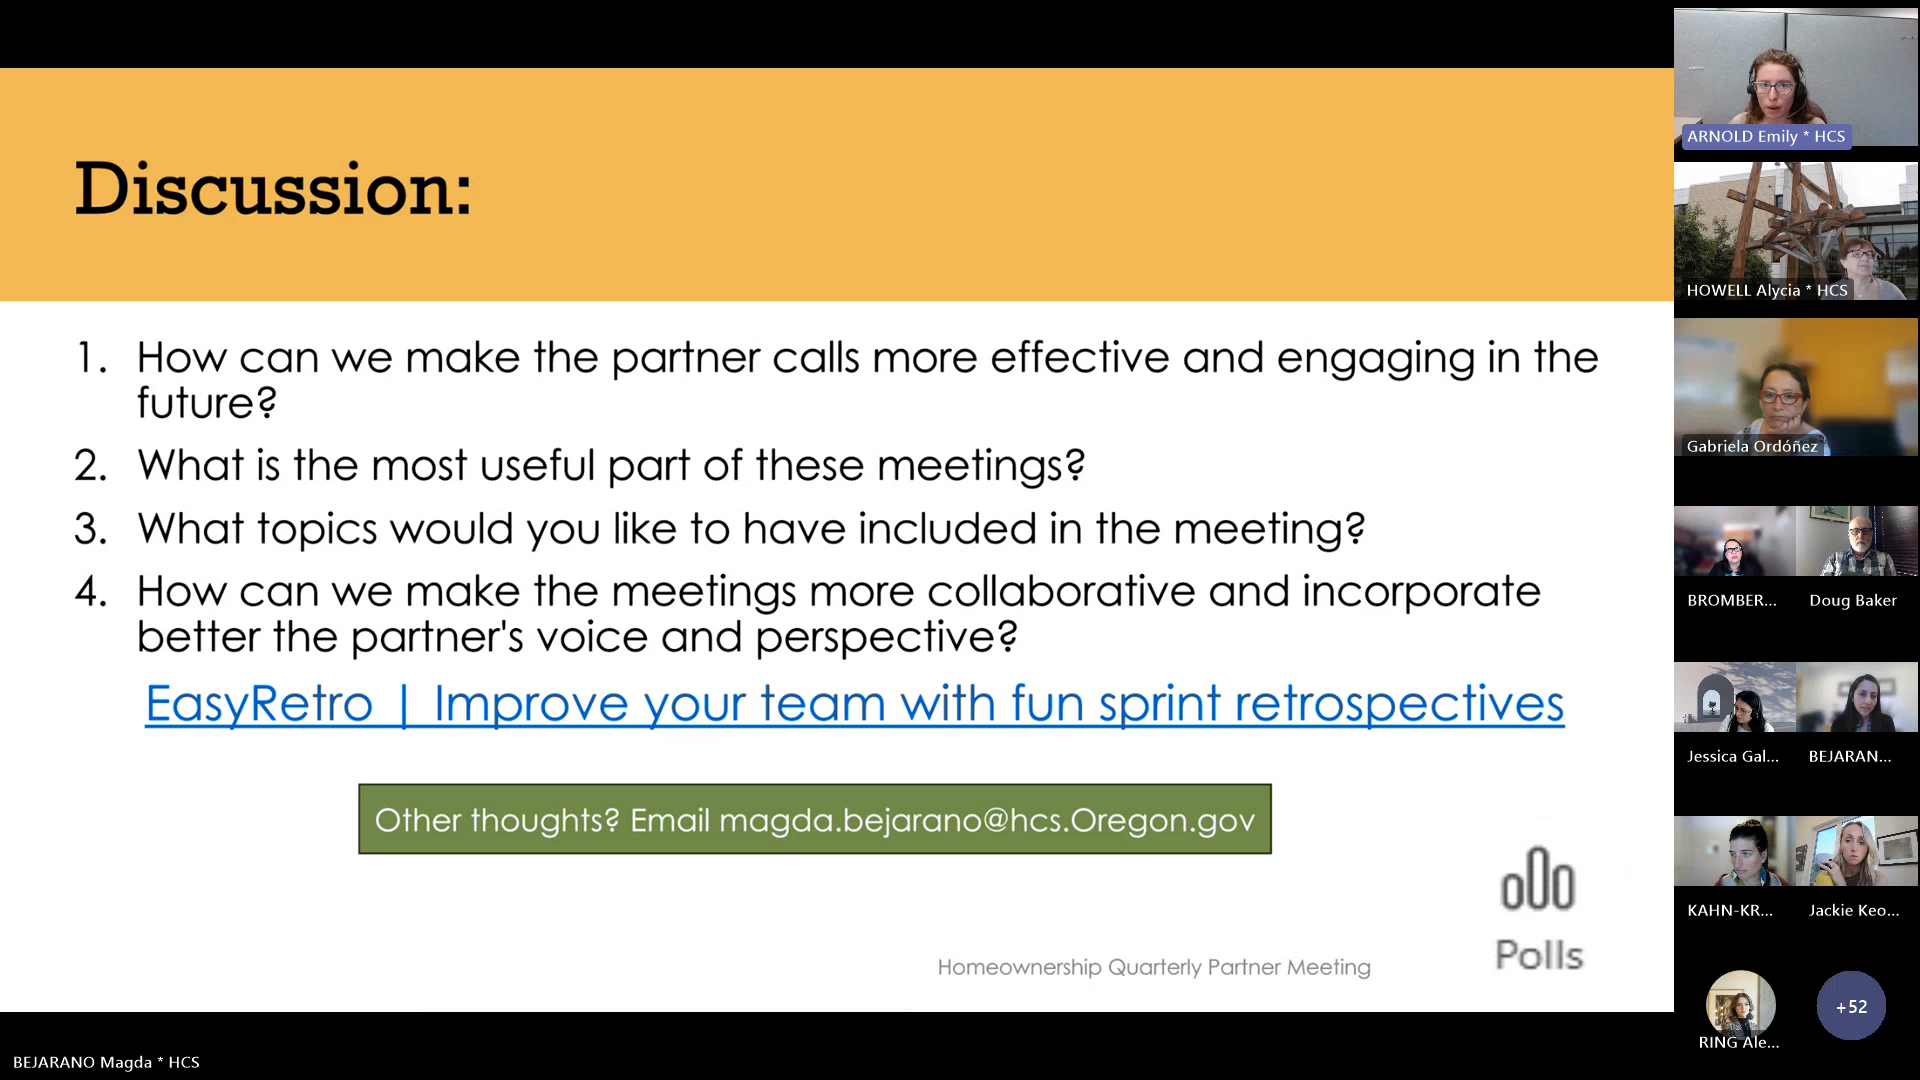 Discussion:
1. How can we make the partner calls more effective and engaging in the
future?
2. What is the most useful part of these meetings?
3. What topics would you like to have included in the meeting?
4. How can we make the meetings more collaborative and incorporate
better the partner's voice and perspective?
EasyRetro | Improve your team with fun sprint retrospectives
Other thoughts? Email magda.bejarano@hcs.Oregon.gov
Polls
Homeownership Quarterly Partner Meeting
BEJARANO Magda * HCS
ARNOLD Emily * HCS
HOWELL Alycia * HCS
Gabriela Ordóñez
BROMBER...
Doug Baker
Jessica Gal...
BEJARAN...
KAHN-KR...
Jackie Keo...
RING Ale...
+52